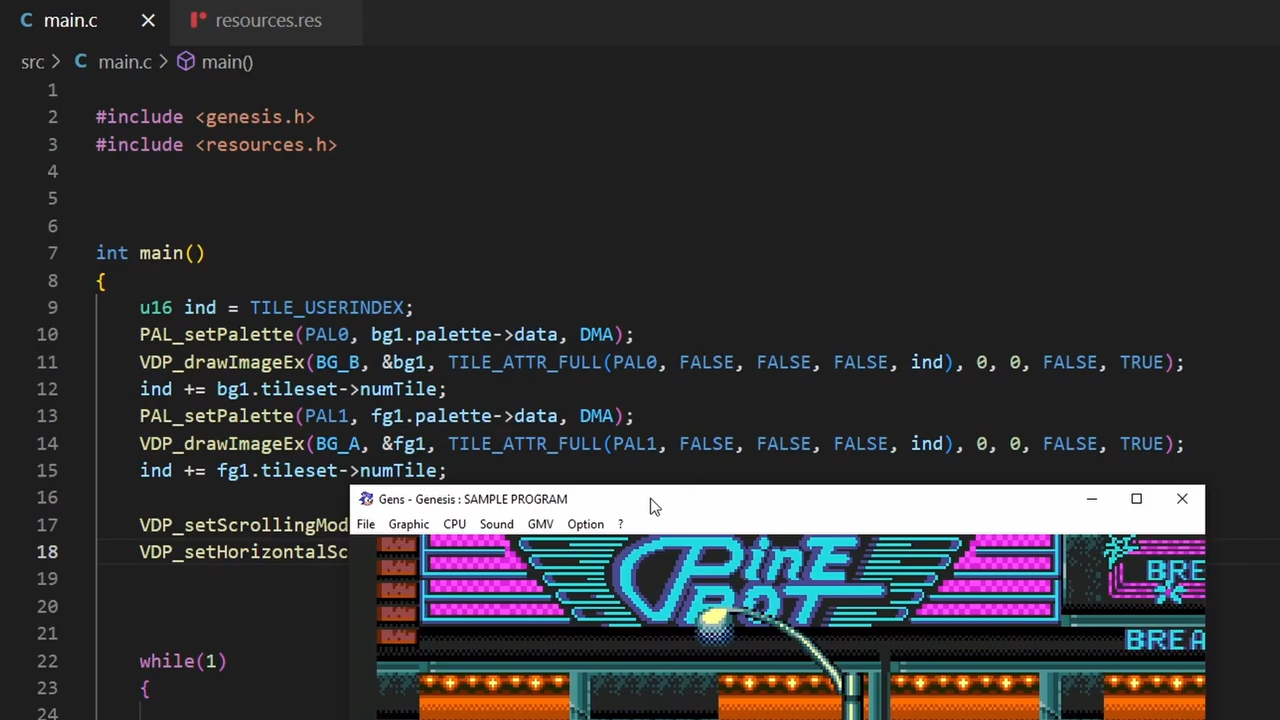 main.c
resources.res
src > main.c > main()
1
2 #include <genesis.h>
3 #include <resources.h>
4
5
6
7 int main()
8 {
9 u16 ind = TILE_USERINDEX;
10 PAL_setPalette(PAL0, bg1.palette->data, DMA);
11 VDP_drawImageEx(BG_B, &bg1, TILE_ATTR_FULL(PAL0, FALSE, FALSE, FALSE, ind), 0, 0, FALSE, TRUE);
12 ind += bg1.tileset->numTile;
13 PAL_setPalette(PAL1, fg1.palette->data, DMA);
14 VDP_drawImageEx(BG_A, &fg1, TILE_ATTR_FULL(PAL1, FALSE, FALSE, FALSE, ind), 0, 0, FALSE, TRUE);
15 ind += fg1.tileset->numTile;
16
17 VDP_setScrollingMod
18 VDP_setHorizontalSc
19
20
21
22 while(1)
23 {
24
Gens - Genesis : SAMPLE PROGRAM
File Graphic CPU Sound GMV Option ?
PINE
POT
BRE
BREA